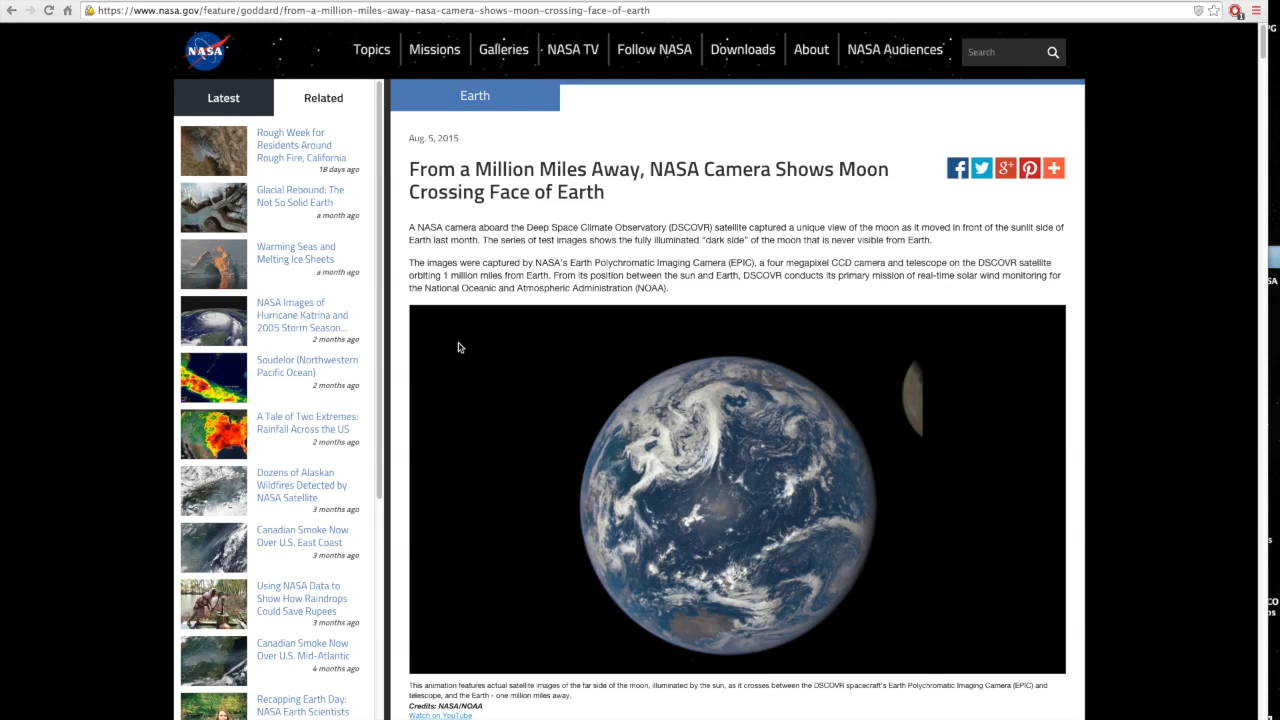 https://www.nasa.gov/feature/goddard/from-a-million-miles-away-nasa-camera-shows-moon-crossing-face-of-earth
NASA
Topics
Missions
Galleries
NASA TV
Follow NASA
Downloads
About
NASA Audiences
Search
Latest
Related
Rough Week for
Residents Around
Rough Fire, California
18 days ago
Glacial Rebound: The
Not So Solid Earth
a month ago
Warming Seas and
Melting Ice Sheets
a month ago
NASA Images of
Hurricane Katrina and
2005 Storm Season...
2 months ago
Soudelor (Northwestern
Pacific Ocean)
2 months ago
A Tale of Two Extremes:
Rainfall Across the US
2 months ago
Dozens of Alaskan
Wildfires Detected by
NASA Satellite
3 months ago
Canadian Smoke Now
Over U.S. East Coast
3 months ago
Using NASA Data to
Show How Raindrops
Could Save Rupees
3 months ago
Canadian Smoke Now
Over U.S. Mid-Atlantic
4 months ago
Recapping Earth Day:
NASA Earth Scientists
Earth
Aug. 5, 2015
From a Million Miles Away, NASA Camera Shows Moon
Crossing Face of Earth
A NASA camera aboard the Deep Space Climate Observatory (DSCOVR) satellite captured a unique view of the moon as it moved in front of the sunlit side of
Earth last month. The series of test images shows the fully illuminated “dark side” of the moon that is never visible from Earth.
The images were captured by NASA’s Earth Polychromatic Imaging Camera (EPIC), a four megapixel CCD camera and telescope on the DSCOVR satellite
orbiting 1 million miles from Earth. From its position between the sun and Earth, DSCOVR conducts its primary mission of real-time solar wind monitoring for
the National Oceanic and Atmospheric Administration (NOAA).
This animation features actual satellite images of the far side of the moon, illuminated by the sun, as it crosses between the DSCOVR spacecraft's Earth Polychromatic Imaging Camera (EPIC) and
telescope, and the Earth - one million miles away.
Credits: NASA/NOAA
Watch on YouTube